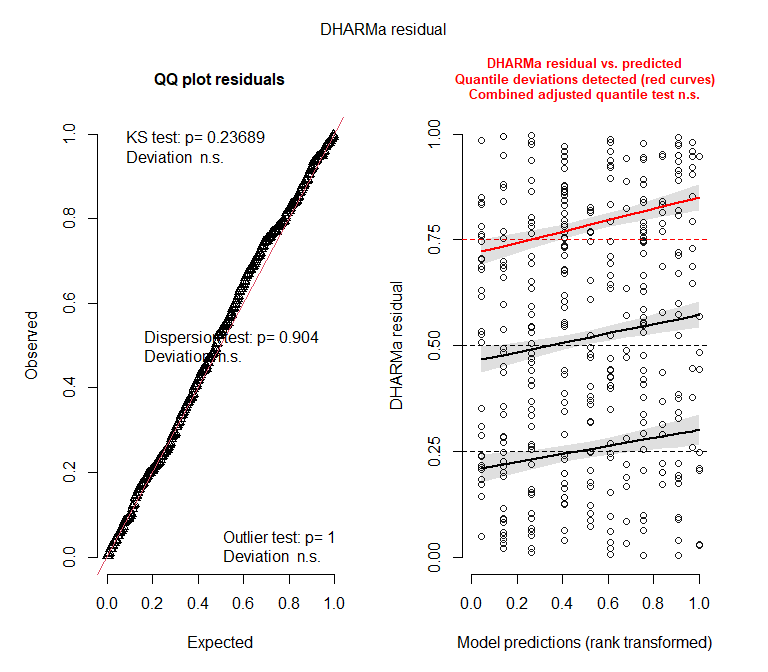 DHARMa residual
QQ plot residuals
KS test: p= 0.23689
Deviation n.s.
Dispersion test: p= 0.904
Deviation n.s.
Outlier test: p= 1
Deviation n.s.
Observed
0.0 0.2 0.4 0.6 0.8 1.0
0.0 0.2 0.4 0.6 0.8 1.0
Expected
DHARMa residual vs. predicted
Quantile deviations detected (red curves)
Combined adjusted quantile test n.s.
DHARMa residual
0.00 0.25 0.50 0.75 1.00
0.0 0.2 0.4 0.6 0.8 1.0
Model predictions (rank transformed)